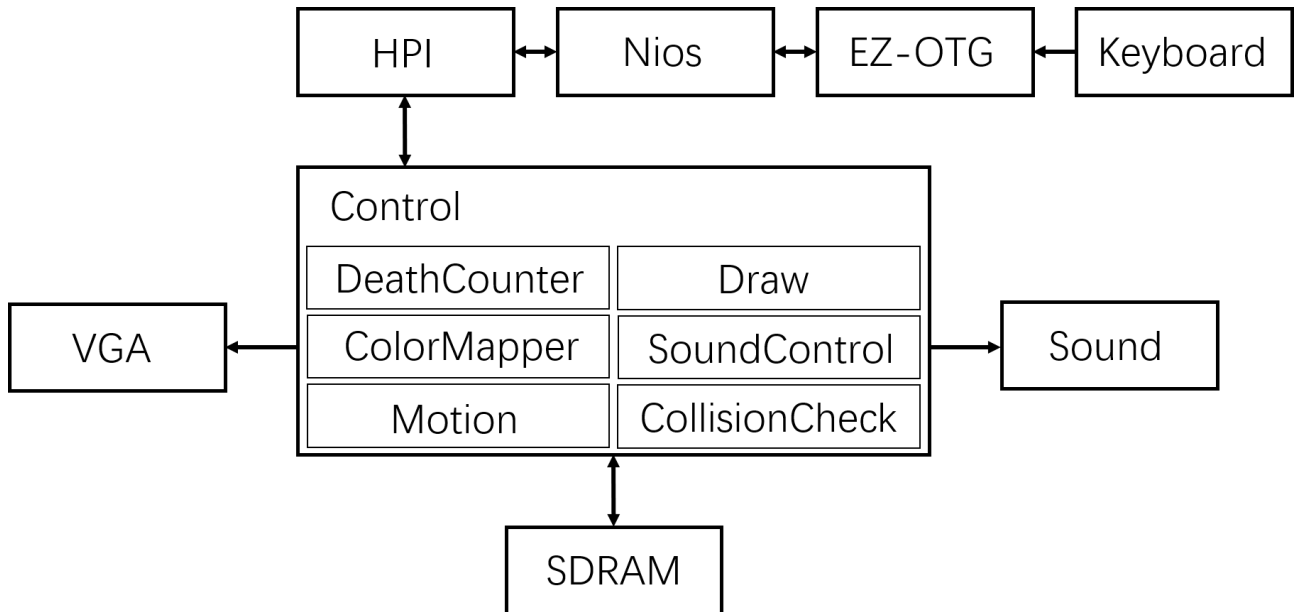 HPI
Nios
EZ-OTG
Keyboard
Control
DeathCounter
Draw
ColorMapper
SoundControl
Motion
CollisionCheck
VGA
Sound
SDRAM